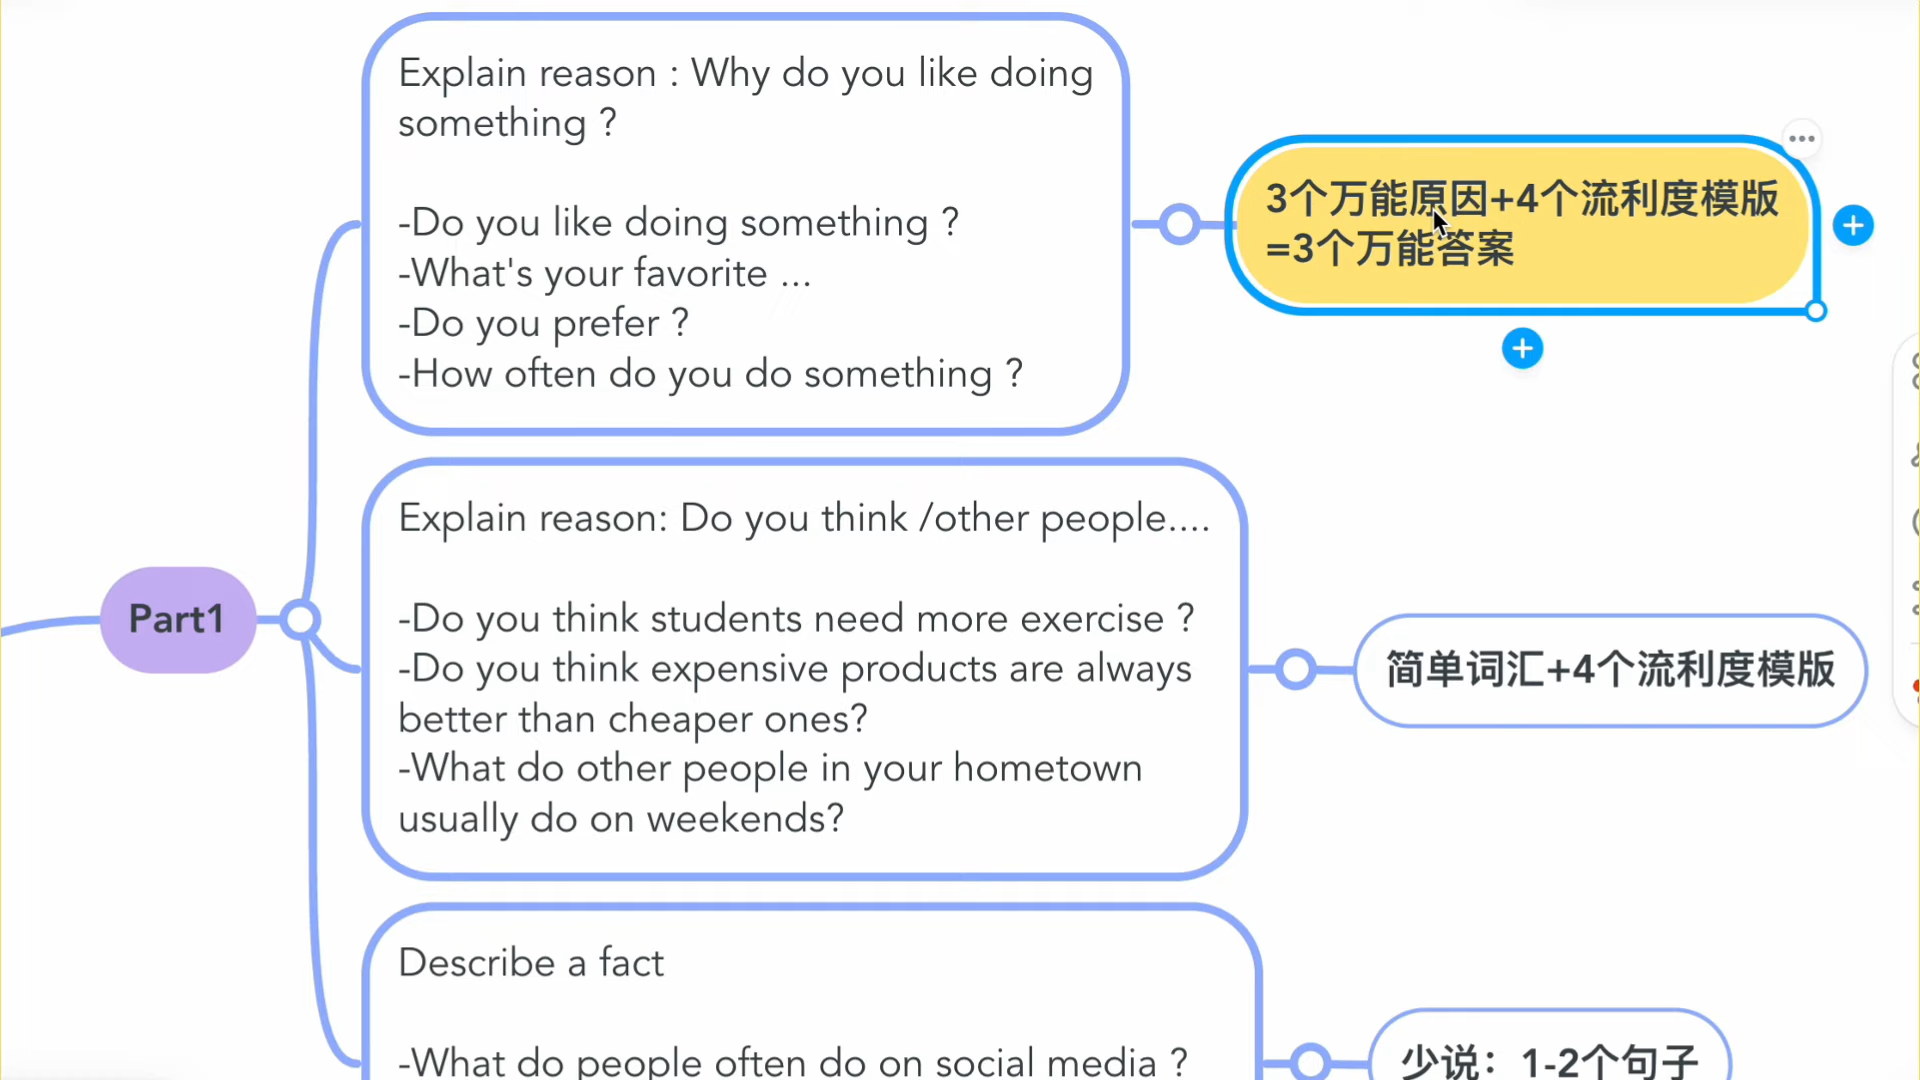 Explain reason : Why do you like doing
something ?
-Do you like doing something ?
-What's your favorite ...
-Do you prefer ?
-How often do you do something ?
3个万能原因+4个流利度模版
=3个万能答案
Part1
Explain reason: Do you think /other people....
-Do you think students need more exercise ?
-Do you think expensive products are always
better than cheaper ones?
-What do other people in your hometown
usually do on weekends?
简单词汇+4个流利度模版
Describe a fact
-What do people often do on social media ?
少说：1-2个句子